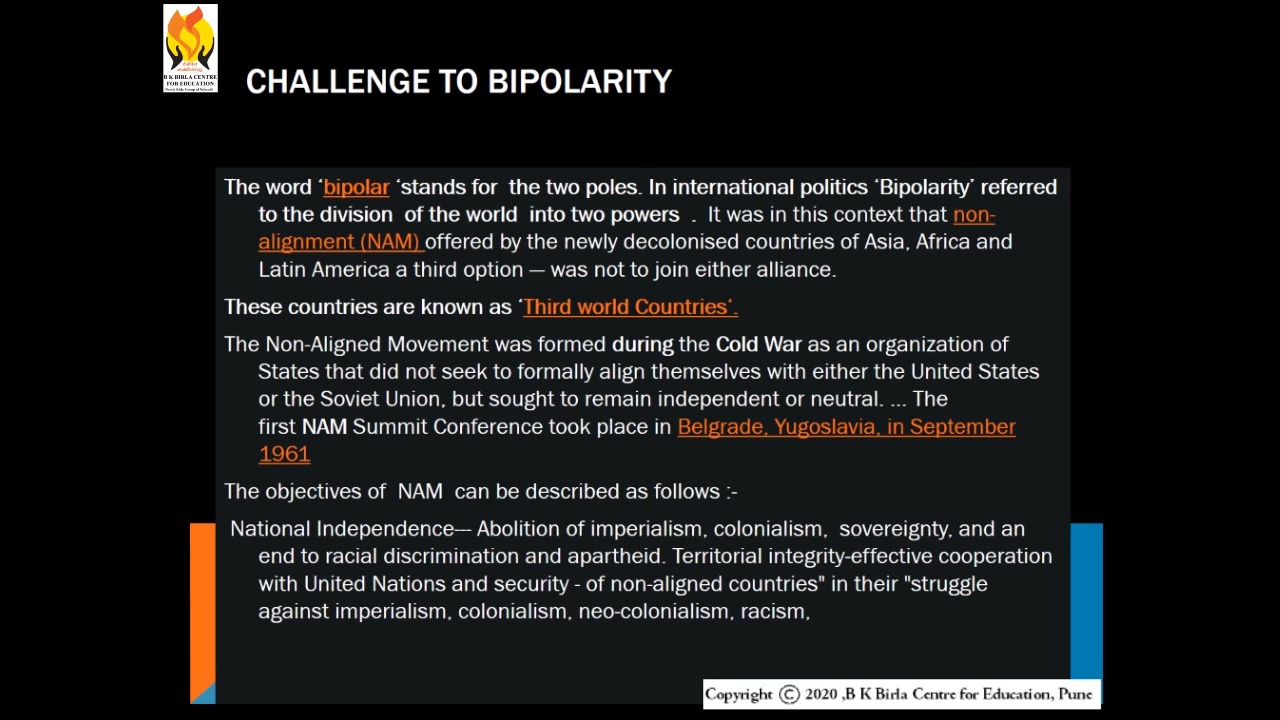 B K BIRLA CENTRE
FOR EDUCATION
CHALLENGE TO BIPOLARITY
The word ‘bipolar ‘stands for the two poles. In international politics ‘Bipolarity’ referred
to the division of the world into two powers . It was in this context that non-
alignment (NAM) offered by the newly decolonised countries of Asia, Africa and
Latin America a third option — was not to join either alliance.
These countries are known as ‘Third world Countries‘.
The Non-Aligned Movement was formed during the Cold War as an organization of
States that did not seek to formally align themselves with either the United States
or the Soviet Union, but sought to remain independent or neutral. ... The
first NAM Summit Conference took place in Belgrade, Yugoslavia, in September
1961
The objectives of NAM can be described as follows :-
National Independence--- Abolition of imperialism, colonialism, sovereignty, and an
end to racial discrimination and apartheid. Territorial integrity-effective cooperation
with United Nations and security - of non-aligned countries" in their "struggle
against imperialism, colonialism, neo-colonialism, racism,
Copyright © 2020 ,B K Birla Centre for Education, Pune